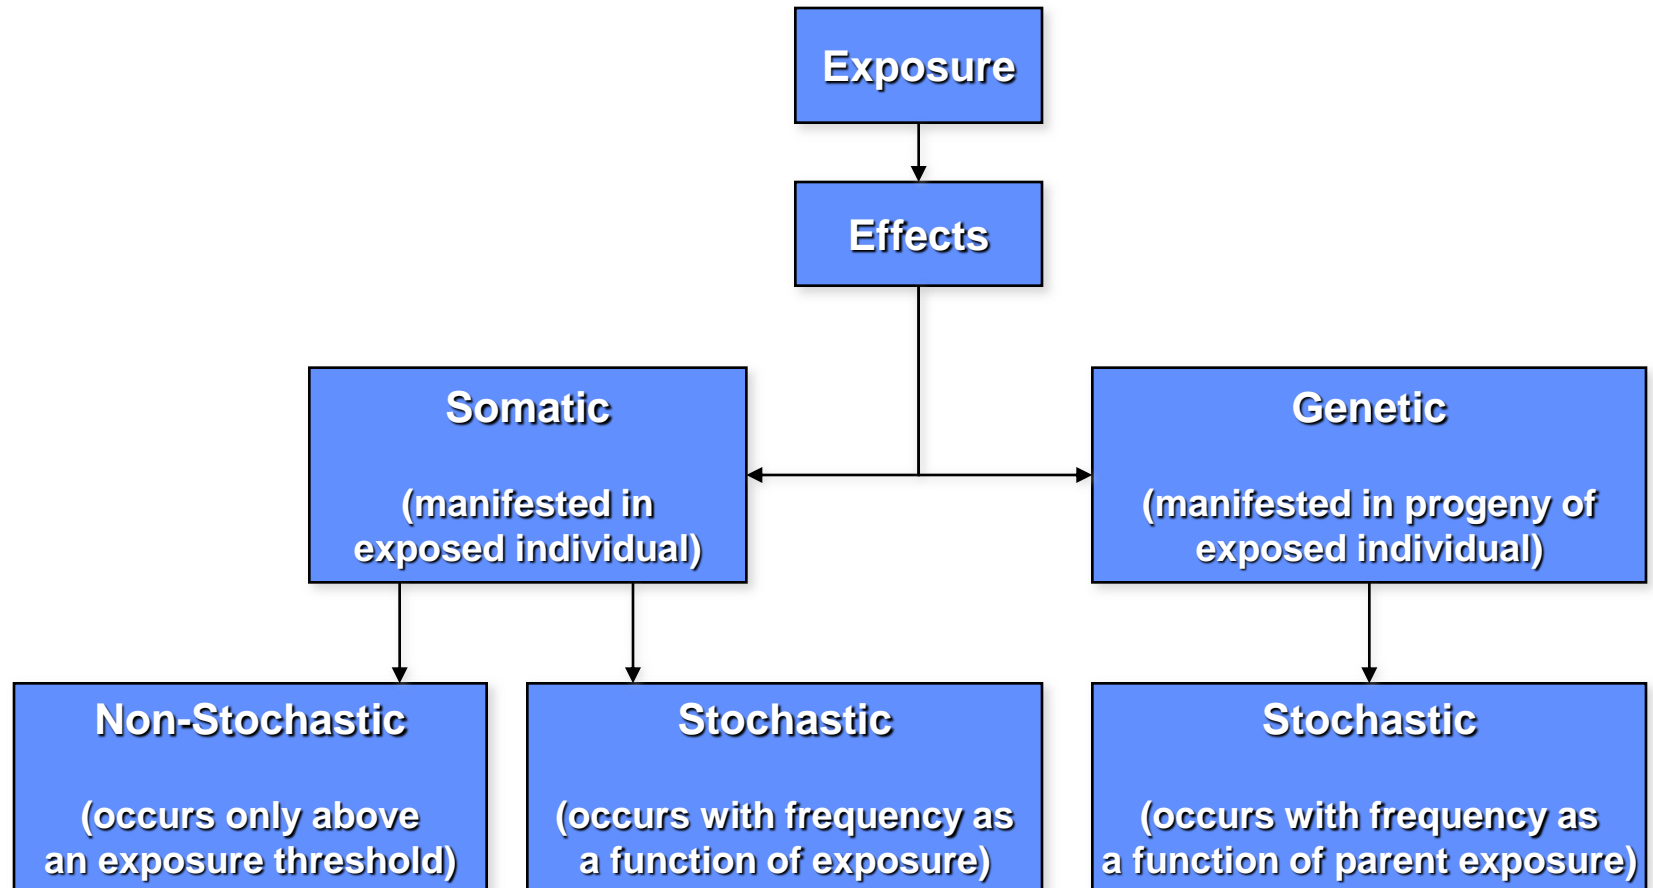 Exposure
Effects
Somatic
(manifested in
exposed individual)
Genetic
(manifested in progeny of
exposed individual)
Non-Stochastic
(occurs only above
an exposure threshold)
Stochastic
(occurs with frequency as
a function of exposure)
Stochastic
(occurs with frequency as
a function of parent exposure)